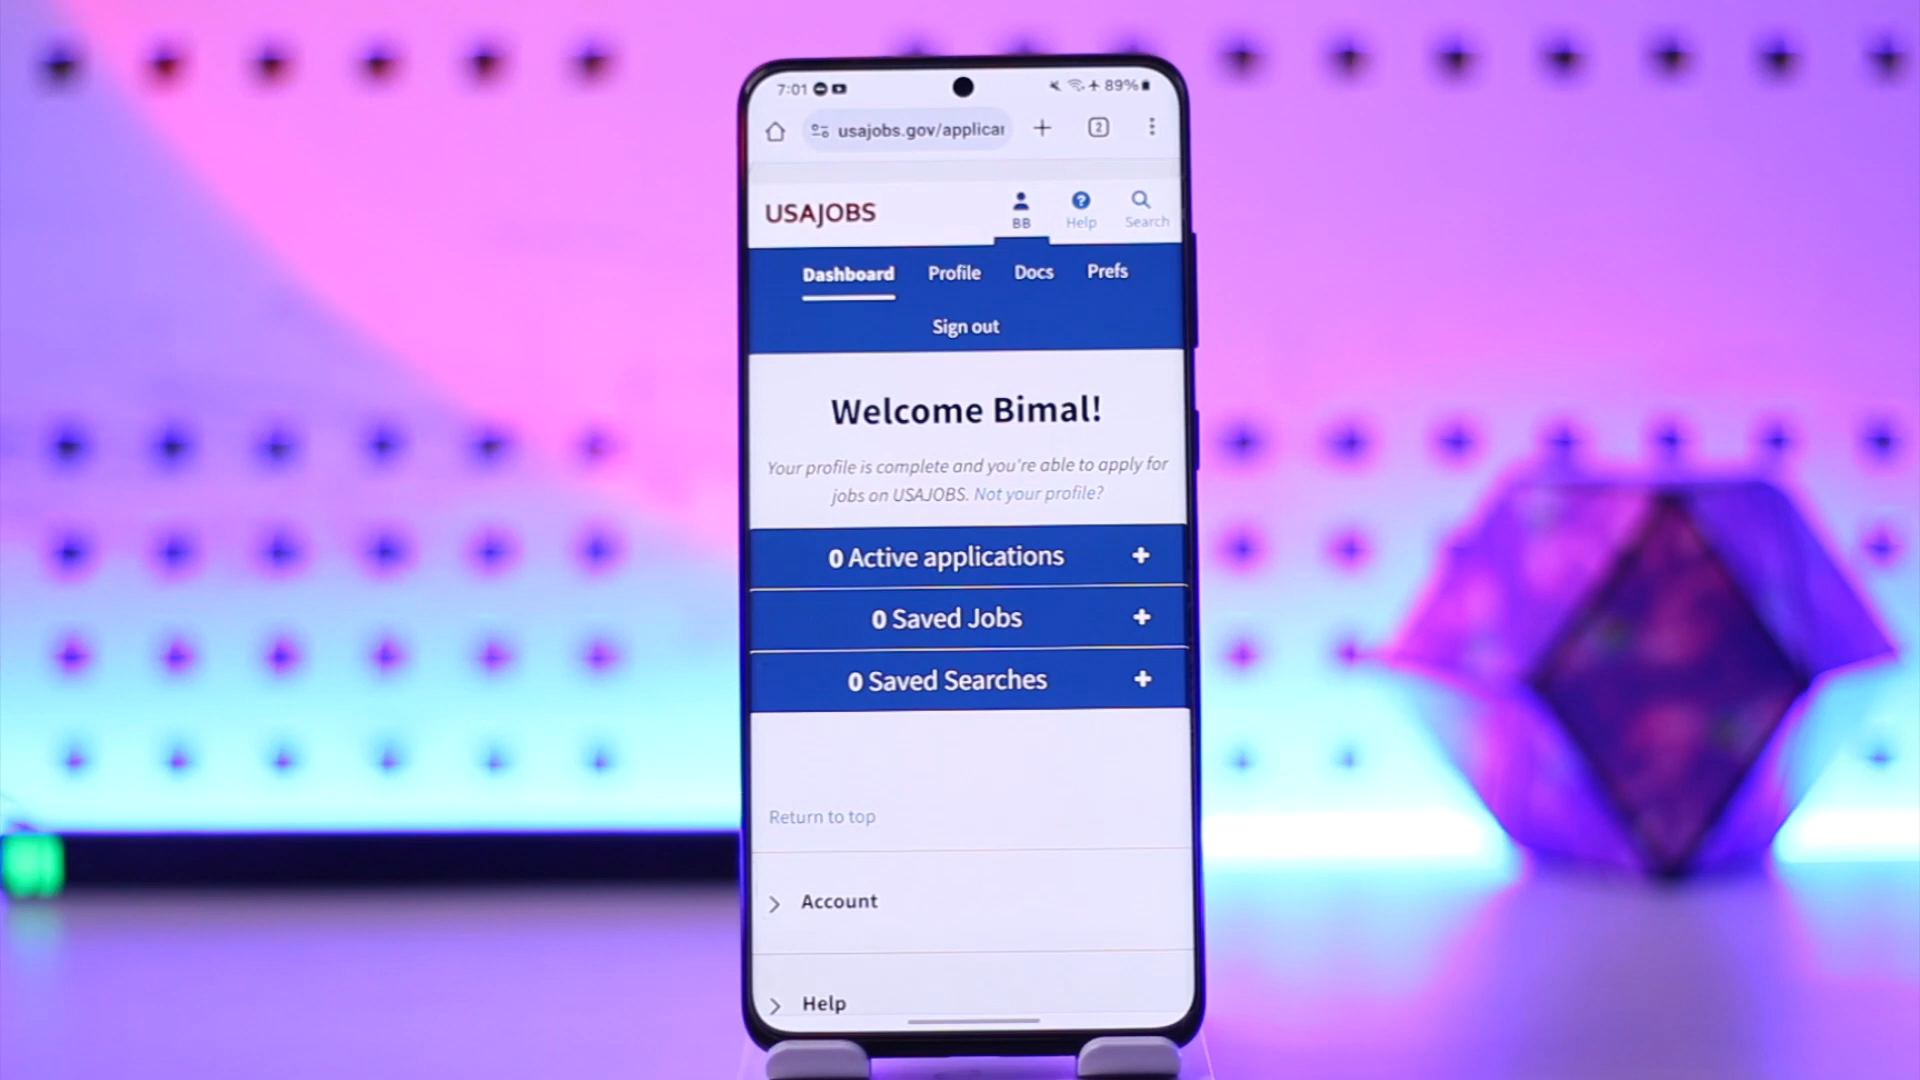 7:01 89%
usajobs.gov/applicar 2
USAJOBS BB Help Search
Dashboard Profile Docs Prefs
Sign out
Welcome Bimal!
Your profile is complete and you're able to apply for
jobs on USAJOBS. Not your profile?
0 Active applications +
0 Saved Jobs +
0 Saved Searches +
Return to top
Account
Help